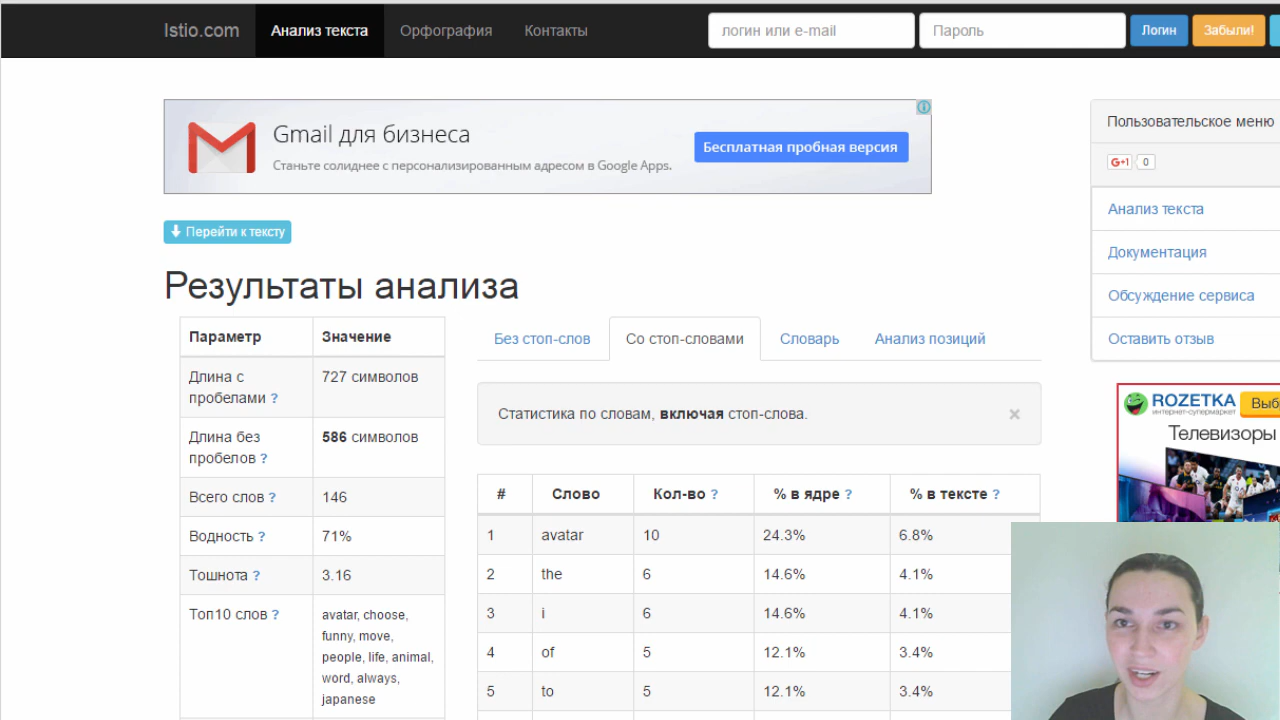 Istio.com Анализ текста Орфография Контакты логин или e-mail Пароль Логин Забыли!
Gmail для бизнеса
Станьте солиднее с персонализированным адресом в Google Apps.
Бесплатная пробная версия
Перейти к тексту
Результаты анализа
Параметр Значение
Длина с пробелами ? 727 символов
Длина без пробелов ? 586 символов
Всего слов ? 146
Водность ? 71%
Тошнота ? 3.16
Топ10 слов ? avatar, choose,
funny, move,
people, life, animal,
word, always,
japanese
Без стоп-слов Со стоп-словами Словарь Анализ позиций
Статистика по словам, включая стоп-слова. ×
# Слово Кол-во ? % в ядре ? % в тексте ?
1 avatar 10 24.3% 6.8%
2 the 6 14.6% 4.1%
3 i 6 14.6% 4.1%
4 of 5 12.1% 3.4%
5 to 5 12.1% 3.4%
Пользовательское меню
G+1 0
Анализ текста
Документация
Обсуждение сервиса
Оставить отзыв
ROZETKA
интернет-супермаркет
Телевизоры